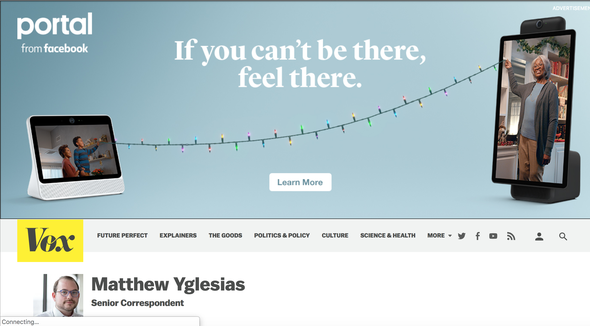 ADVERTISEMENT
portal
from facebook
If you can't be there,
feel there.
Learn More
Vox
FUTURE PERFECT EXPLAINERS THE GOODS POLITICS & POLICY CULTURE SCIENCE & HEALTH MORE
Matthew Yglesias
Senior Correspondent
Connecting...